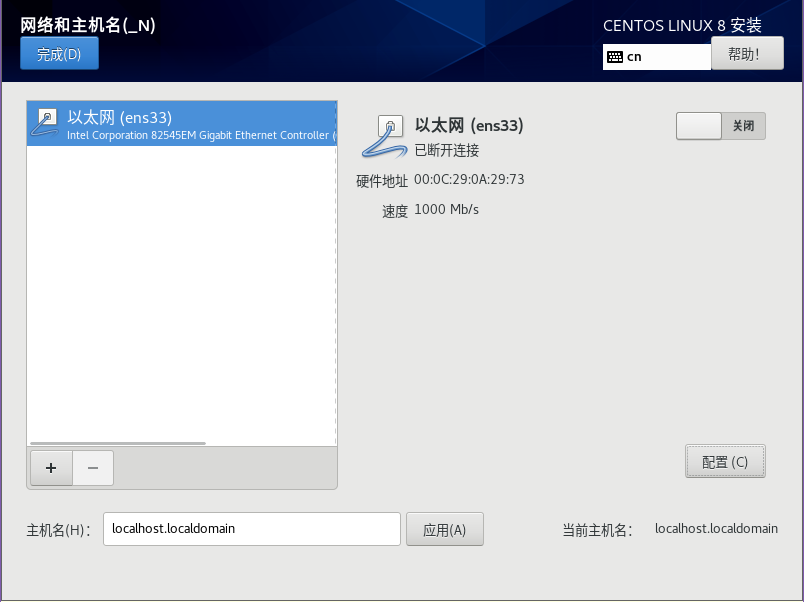 网络和主机名(_N)
CENTOS LINUX 8 安装
完成(D)
cn
帮助!
以太网 (ens33)
Intel Corporation 82545EM Gigabit Ethernet Controller (
以太网 (ens33)
已断开连接
关闭
硬件地址 00:0C:29:0A:29:73
速度 1000 Mb/s
+ −
配置 (C)
主机名(H)： localhost.localdomain 应用(A) 当前主机名： localhost.localdomain